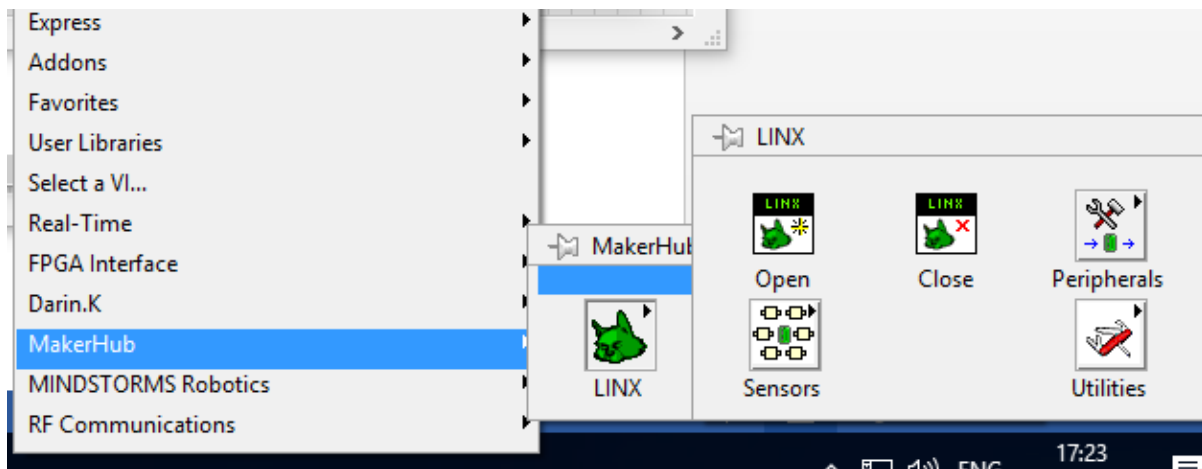 Express
Addons
Favorites
User Libraries
Select a VI...
Real-Time
FPGA Interface
Darin.K
MakerHub
MINDSTORMS Robotics
RF Communications
MakerHub
LINX
LINX
LINX
Open
LINX
Close
Peripherals
Sensors
Utilities
ENG
17:23